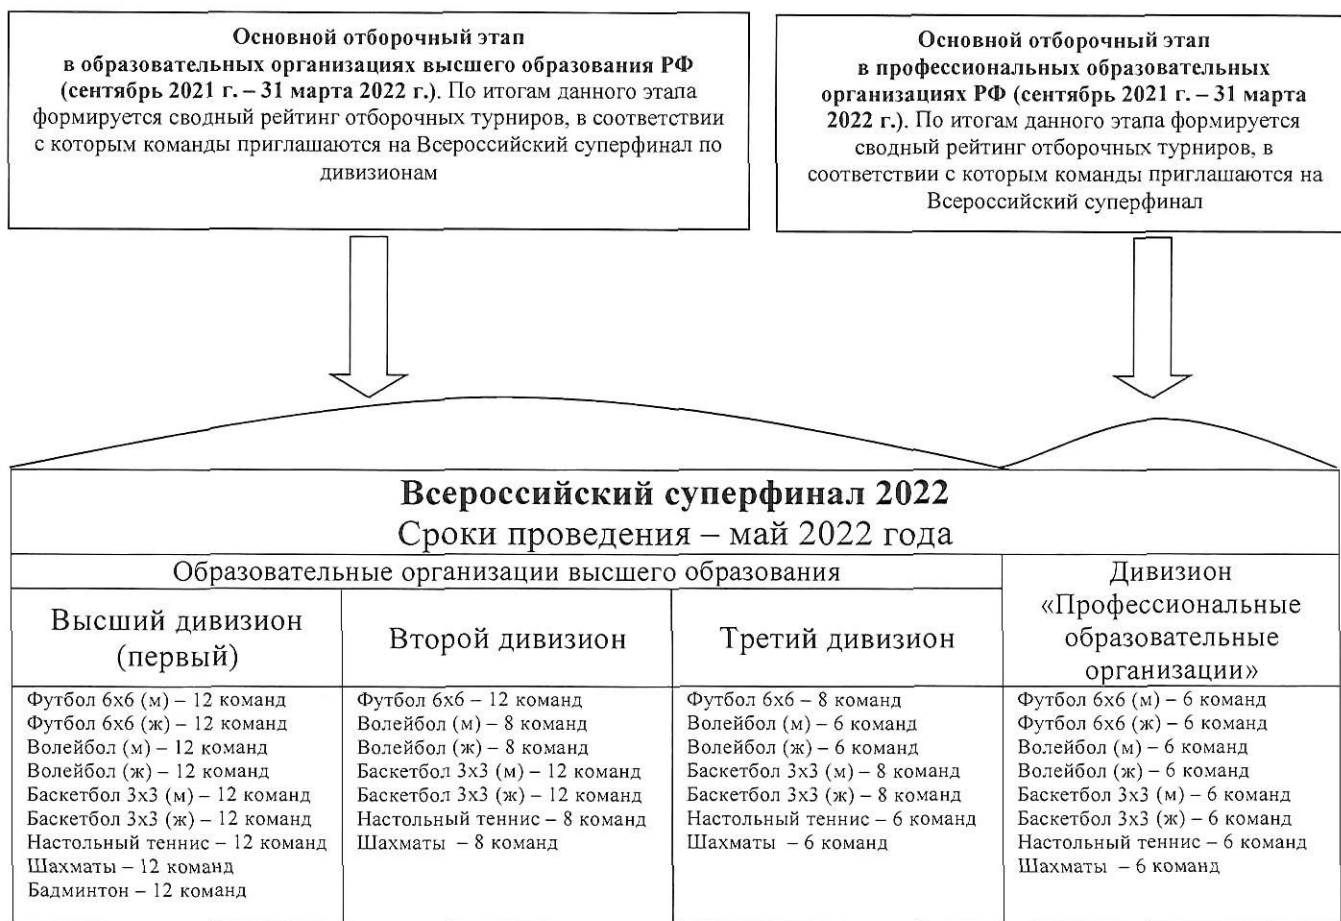 Основной отборочный этап
в образовательных организациях высшего образования РФ
(сентябрь 2021 г. – 31 марта 2022 г.). По итогам данного этапа
формируется сводный рейтинг отборочных турниров, в соответствии
с которым команды приглашаются на Всероссийский суперфинал по
дивизионам
Основной отборочный этап
в профессиональных образовательных
организациях РФ (сентябрь 2021 г. – 31 марта
2022 г.). По итогам данного этапа формируется
сводный рейтинг отборочных турниров, в
соответствии с которым команды приглашаются на
Всероссийский суперфинал
Всероссийский суперфинал 2022
Сроки проведения – май 2022 года
Образовательные организации высшего образования
Высший дивизион
(первый)
Футбол 6х6 (м) – 12 команд
Футбол 6х6 (ж) – 12 команд
Волейбол (м) – 12 команд
Волейбол (ж) – 12 команд
Баскетбол 3х3 (м) – 12 команд
Баскетбол 3х3 (ж) – 12 команд
Настольный теннис – 12 команд
Шахматы – 12 команд
Бадминтон – 12 команд
Второй дивизион
Футбол 6х6 – 12 команд
Волейбол (м) – 8 команд
Волейбол (ж) – 8 команд
Баскетбол 3х3 (м) – 12 команд
Баскетбол 3х3 (ж) – 12 команд
Настольный теннис – 8 команд
Шахматы – 8 команд
Третий дивизион
Футбол 6х6 – 8 команд
Волейбол (м) – 6 команд
Волейбол (ж) – 6 команд
Баскетбол 3х3 (м) – 8 команд
Баскетбол 3х3 (ж) – 8 команд
Настольный теннис – 6 команд
Шахматы – 6 команд
Дивизион
«Профессиональные
образовательные
организации»
Футбол 6х6 (м) – 6 команд
Футбол 6х6 (ж) – 6 команд
Волейбол (м) – 6 команд
Волейбол (ж) – 6 команд
Баскетбол 3х3 (м) – 6 команд
Баскетбол 3х3 (ж) – 6 команд
Настольный теннис – 6 команд
Шахматы – 6 команд